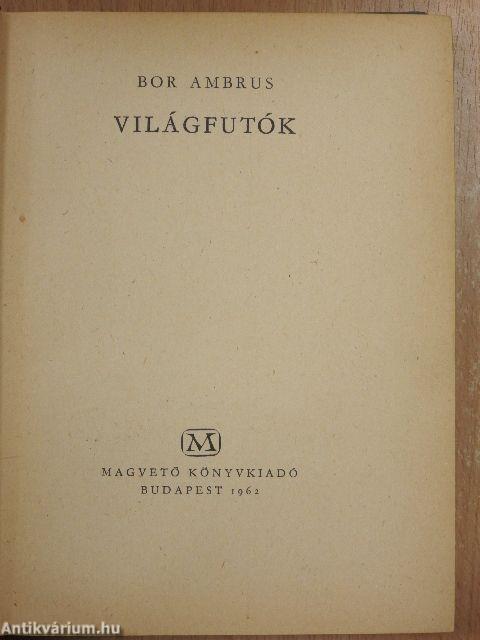 BOR AMBRUS
VILÁGFUTÓK
M
MAGVETŐ KÖNYVKIADÓ
BUDAPEST 1962
Antikvárium.hu